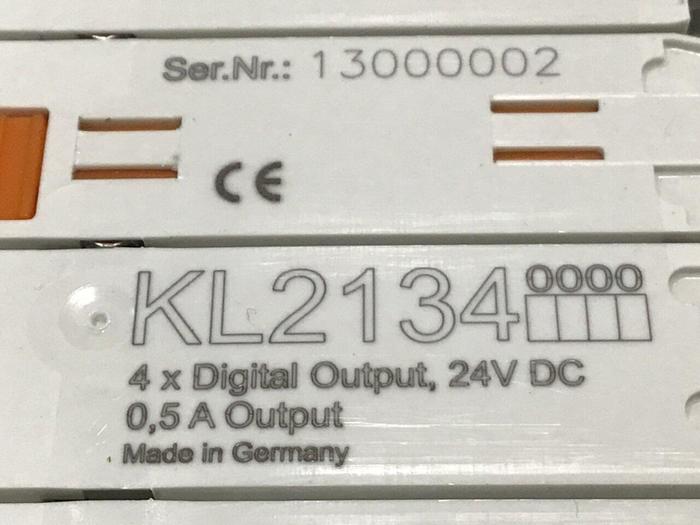 Ser.Nr.: 13000002
CE
KL2134 0000
4 x Digital Output, 24V DC
0,5 A Output
Made in Germany